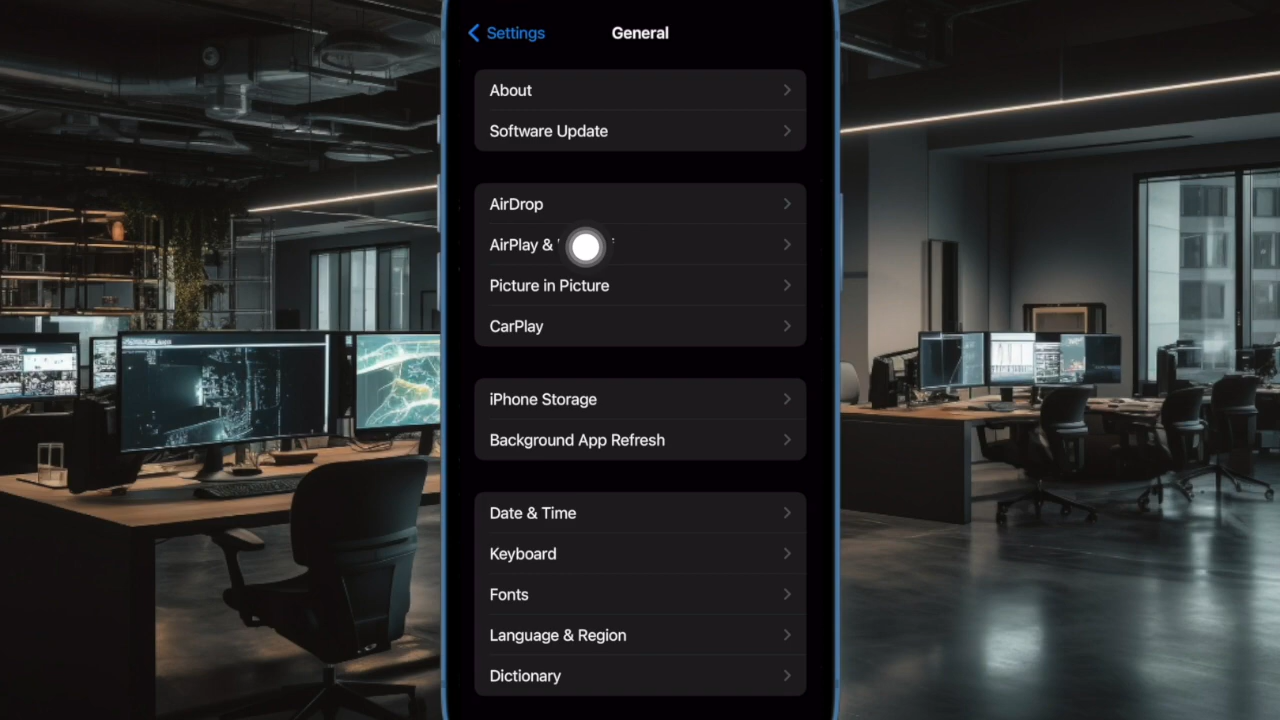 Settings
General
About
Software Update
AirDrop
AirPlay &
Picture in Picture
CarPlay
iPhone Storage
Background App Refresh
Date & Time
Keyboard
Fonts
Language & Region
Dictionary